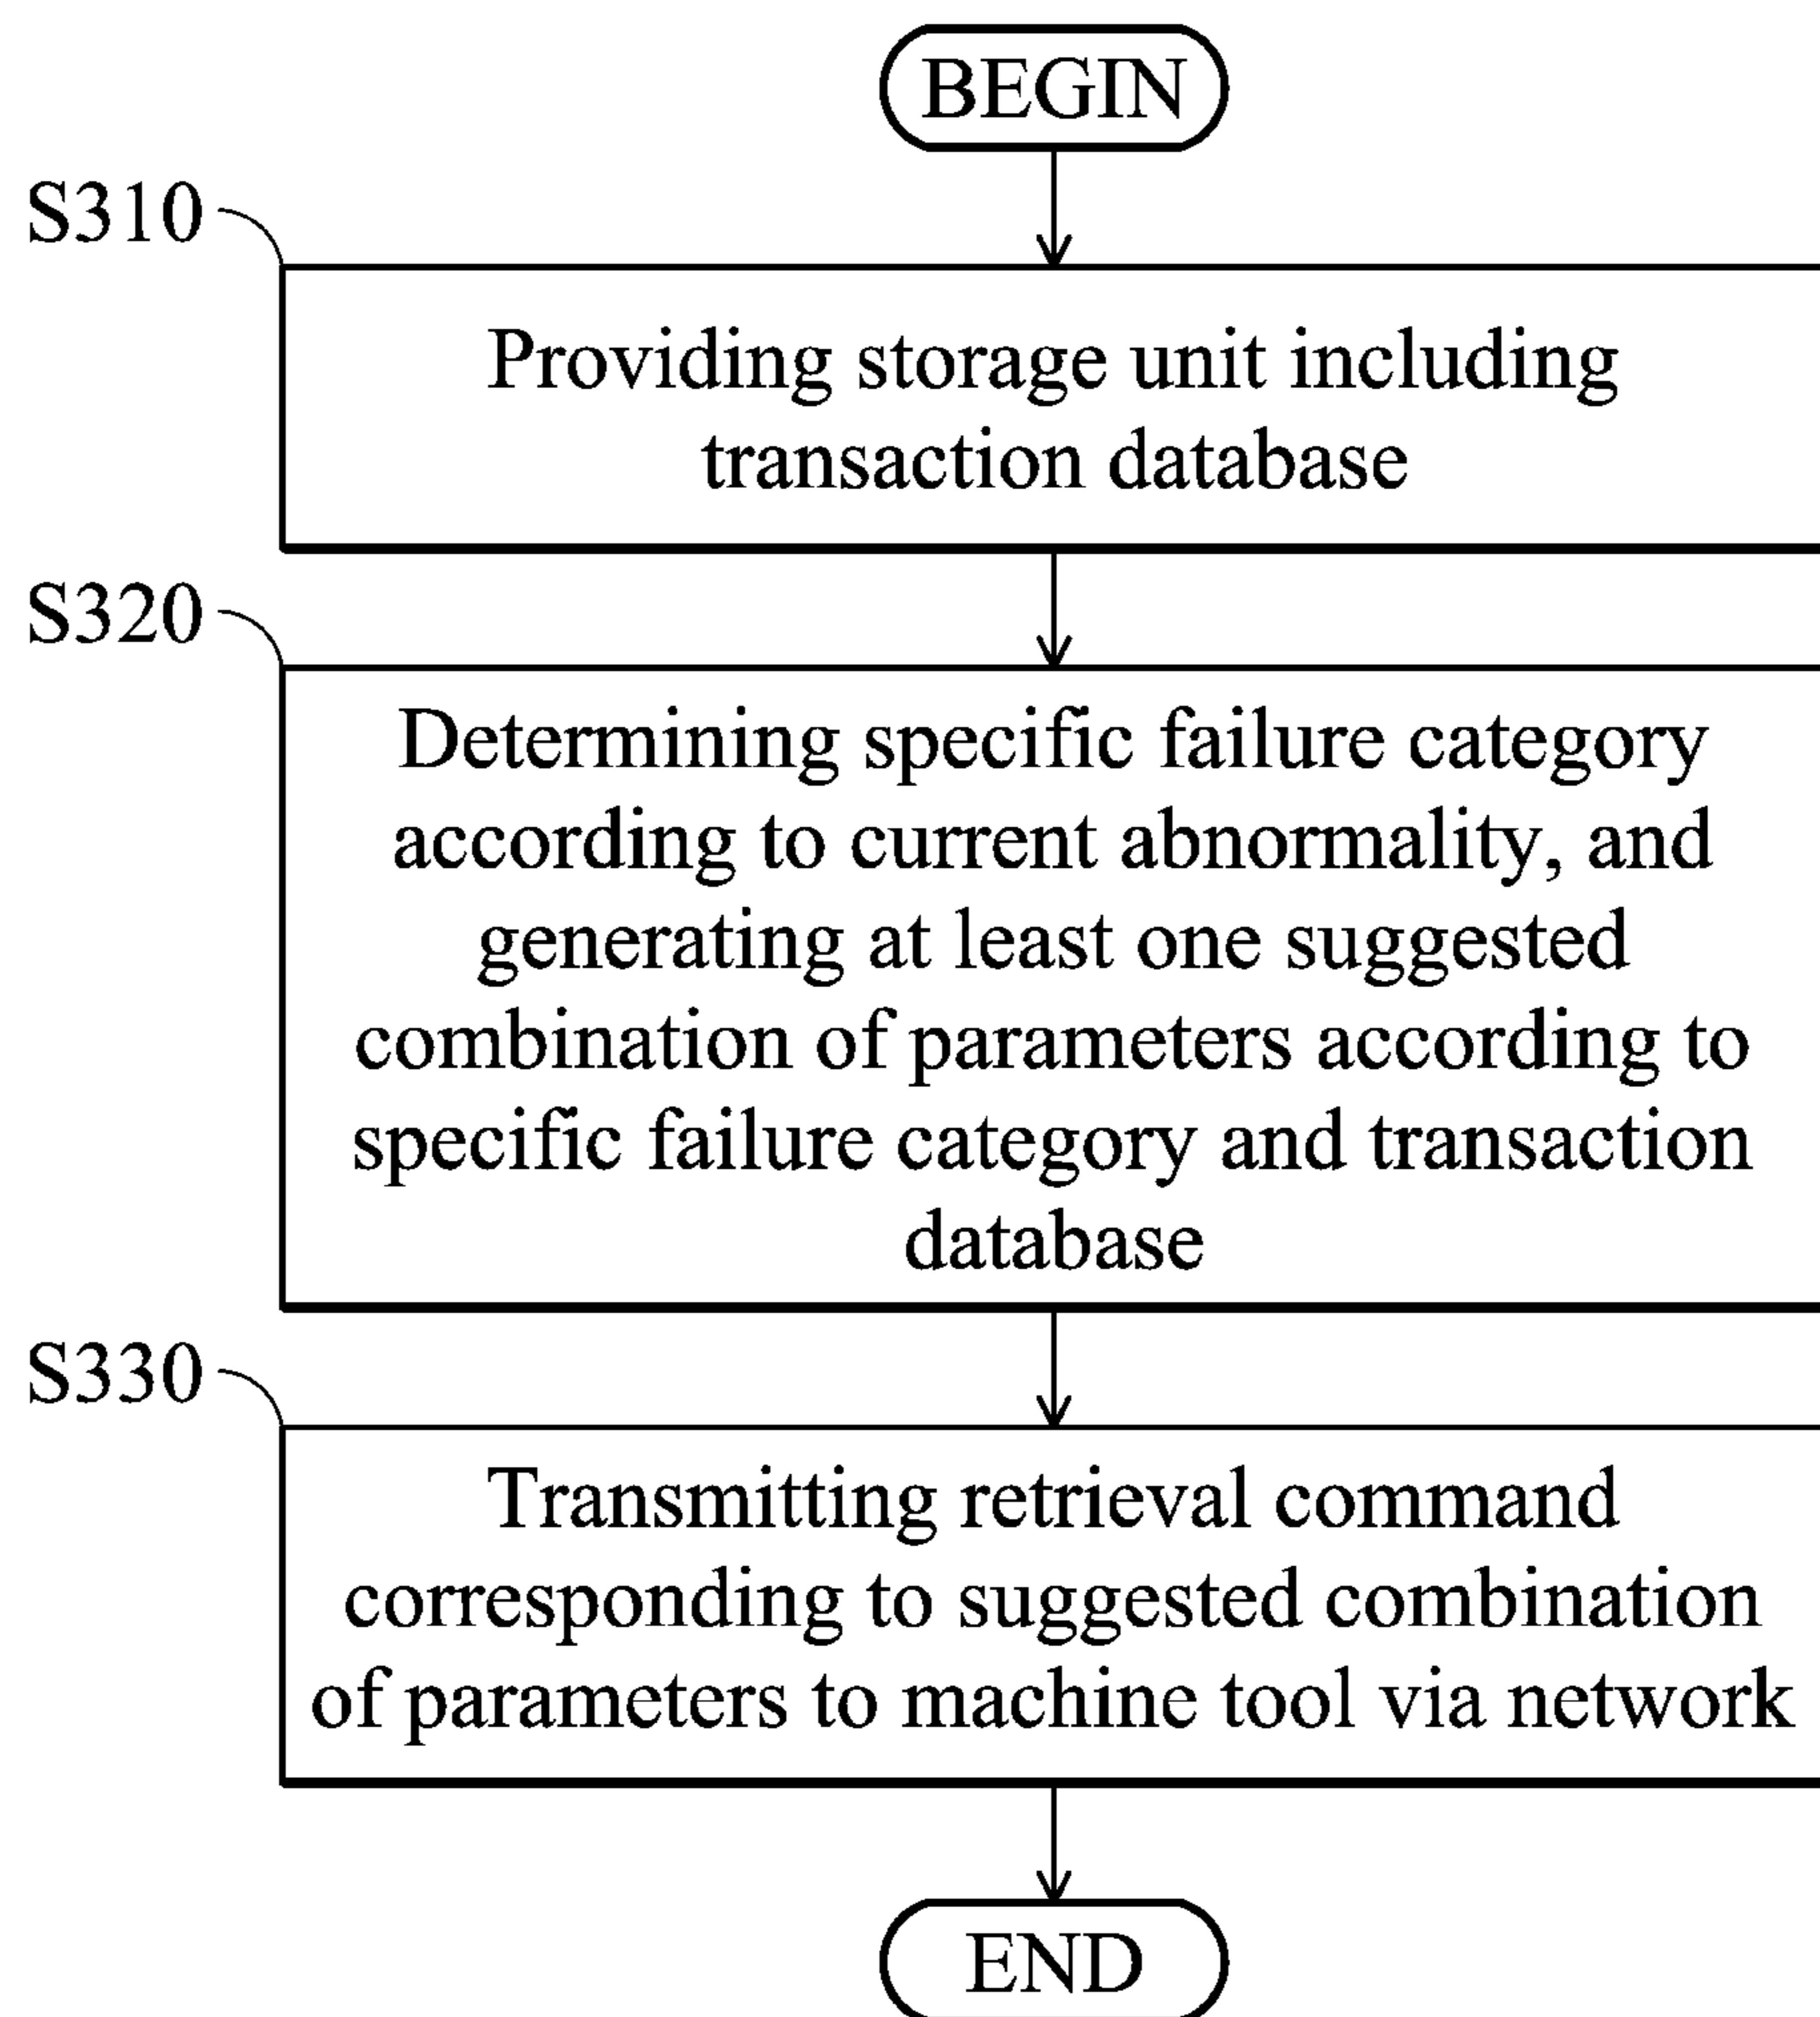 BEGIN
S310
Providing storage unit including
transaction database
S320
Determining specific failure category
according to current abnormality, and
generating at least one suggested
combination of parameters according to
specific failure category and transaction
database
S330
Transmitting retrieval command
corresponding to suggested combination
of parameters to machine tool via network
END